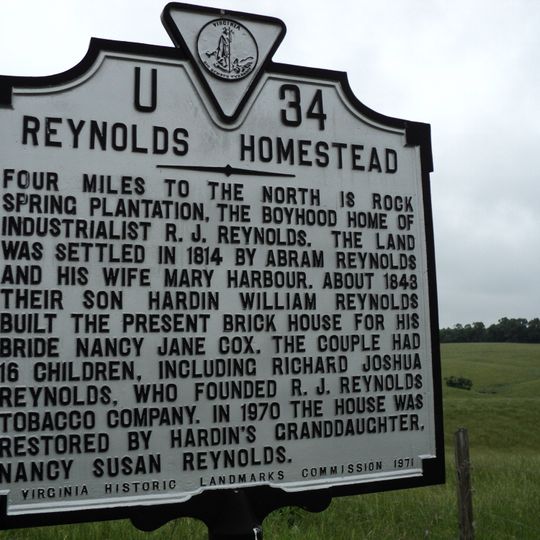 VIRGINIA
U 34
REYNOLDS HOMESTEAD
FOUR MILES TO THE NORTH IS ROCK
SPRING PLANTATION, THE BOYHOOD HOME OF
INDUSTRIALIST R. J. REYNOLDS. THE LAND
WAS SETTLED IN 1814 BY ABRAM REYNOLDS
AND HIS WIFE MARY HARBOUR. ABOUT 1843
THEIR SON HARDIN WILLIAM REYNOLDS
BUILT THE PRESENT BRICK HOUSE FOR HIS
BRIDE NANCY JANE COX. THE COUPLE HAD
16 CHILDREN, INCLUDING RICHARD JOSHUA
REYNOLDS, WHO FOUNDED R. J. REYNOLDS
TOBACCO COMPANY. IN 1970 THE HOUSE WAS
RESTORED BY HARDIN'S GRANDDAUGHTER,
NANCY SUSAN REYNOLDS.
VIRGINIA HISTORIC LANDMARKS COMMISSION 1971